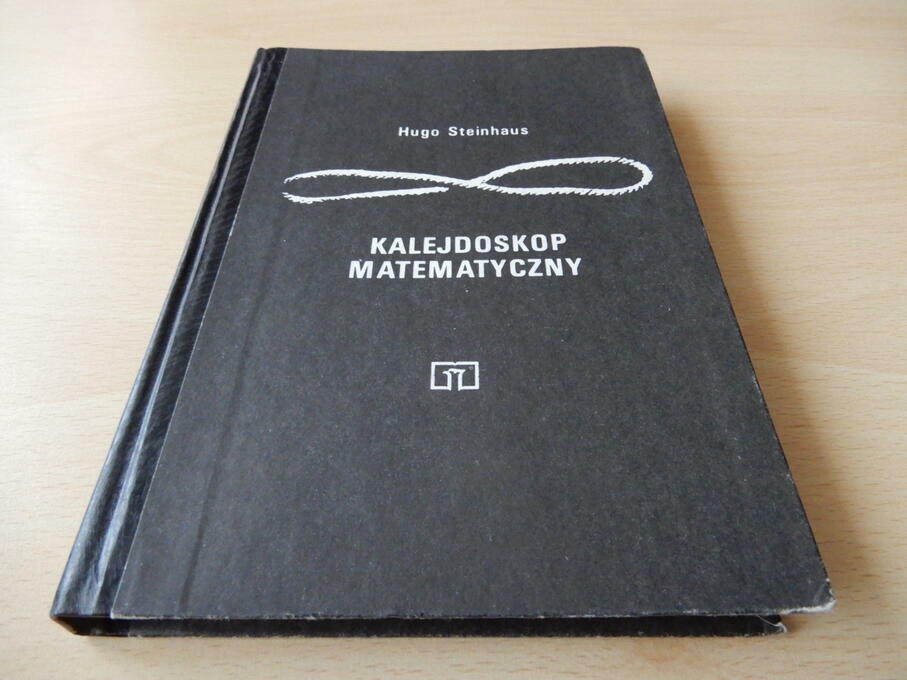 Hugo Steinhaus
KALEJDOSKOP
MATEMATYCZNY